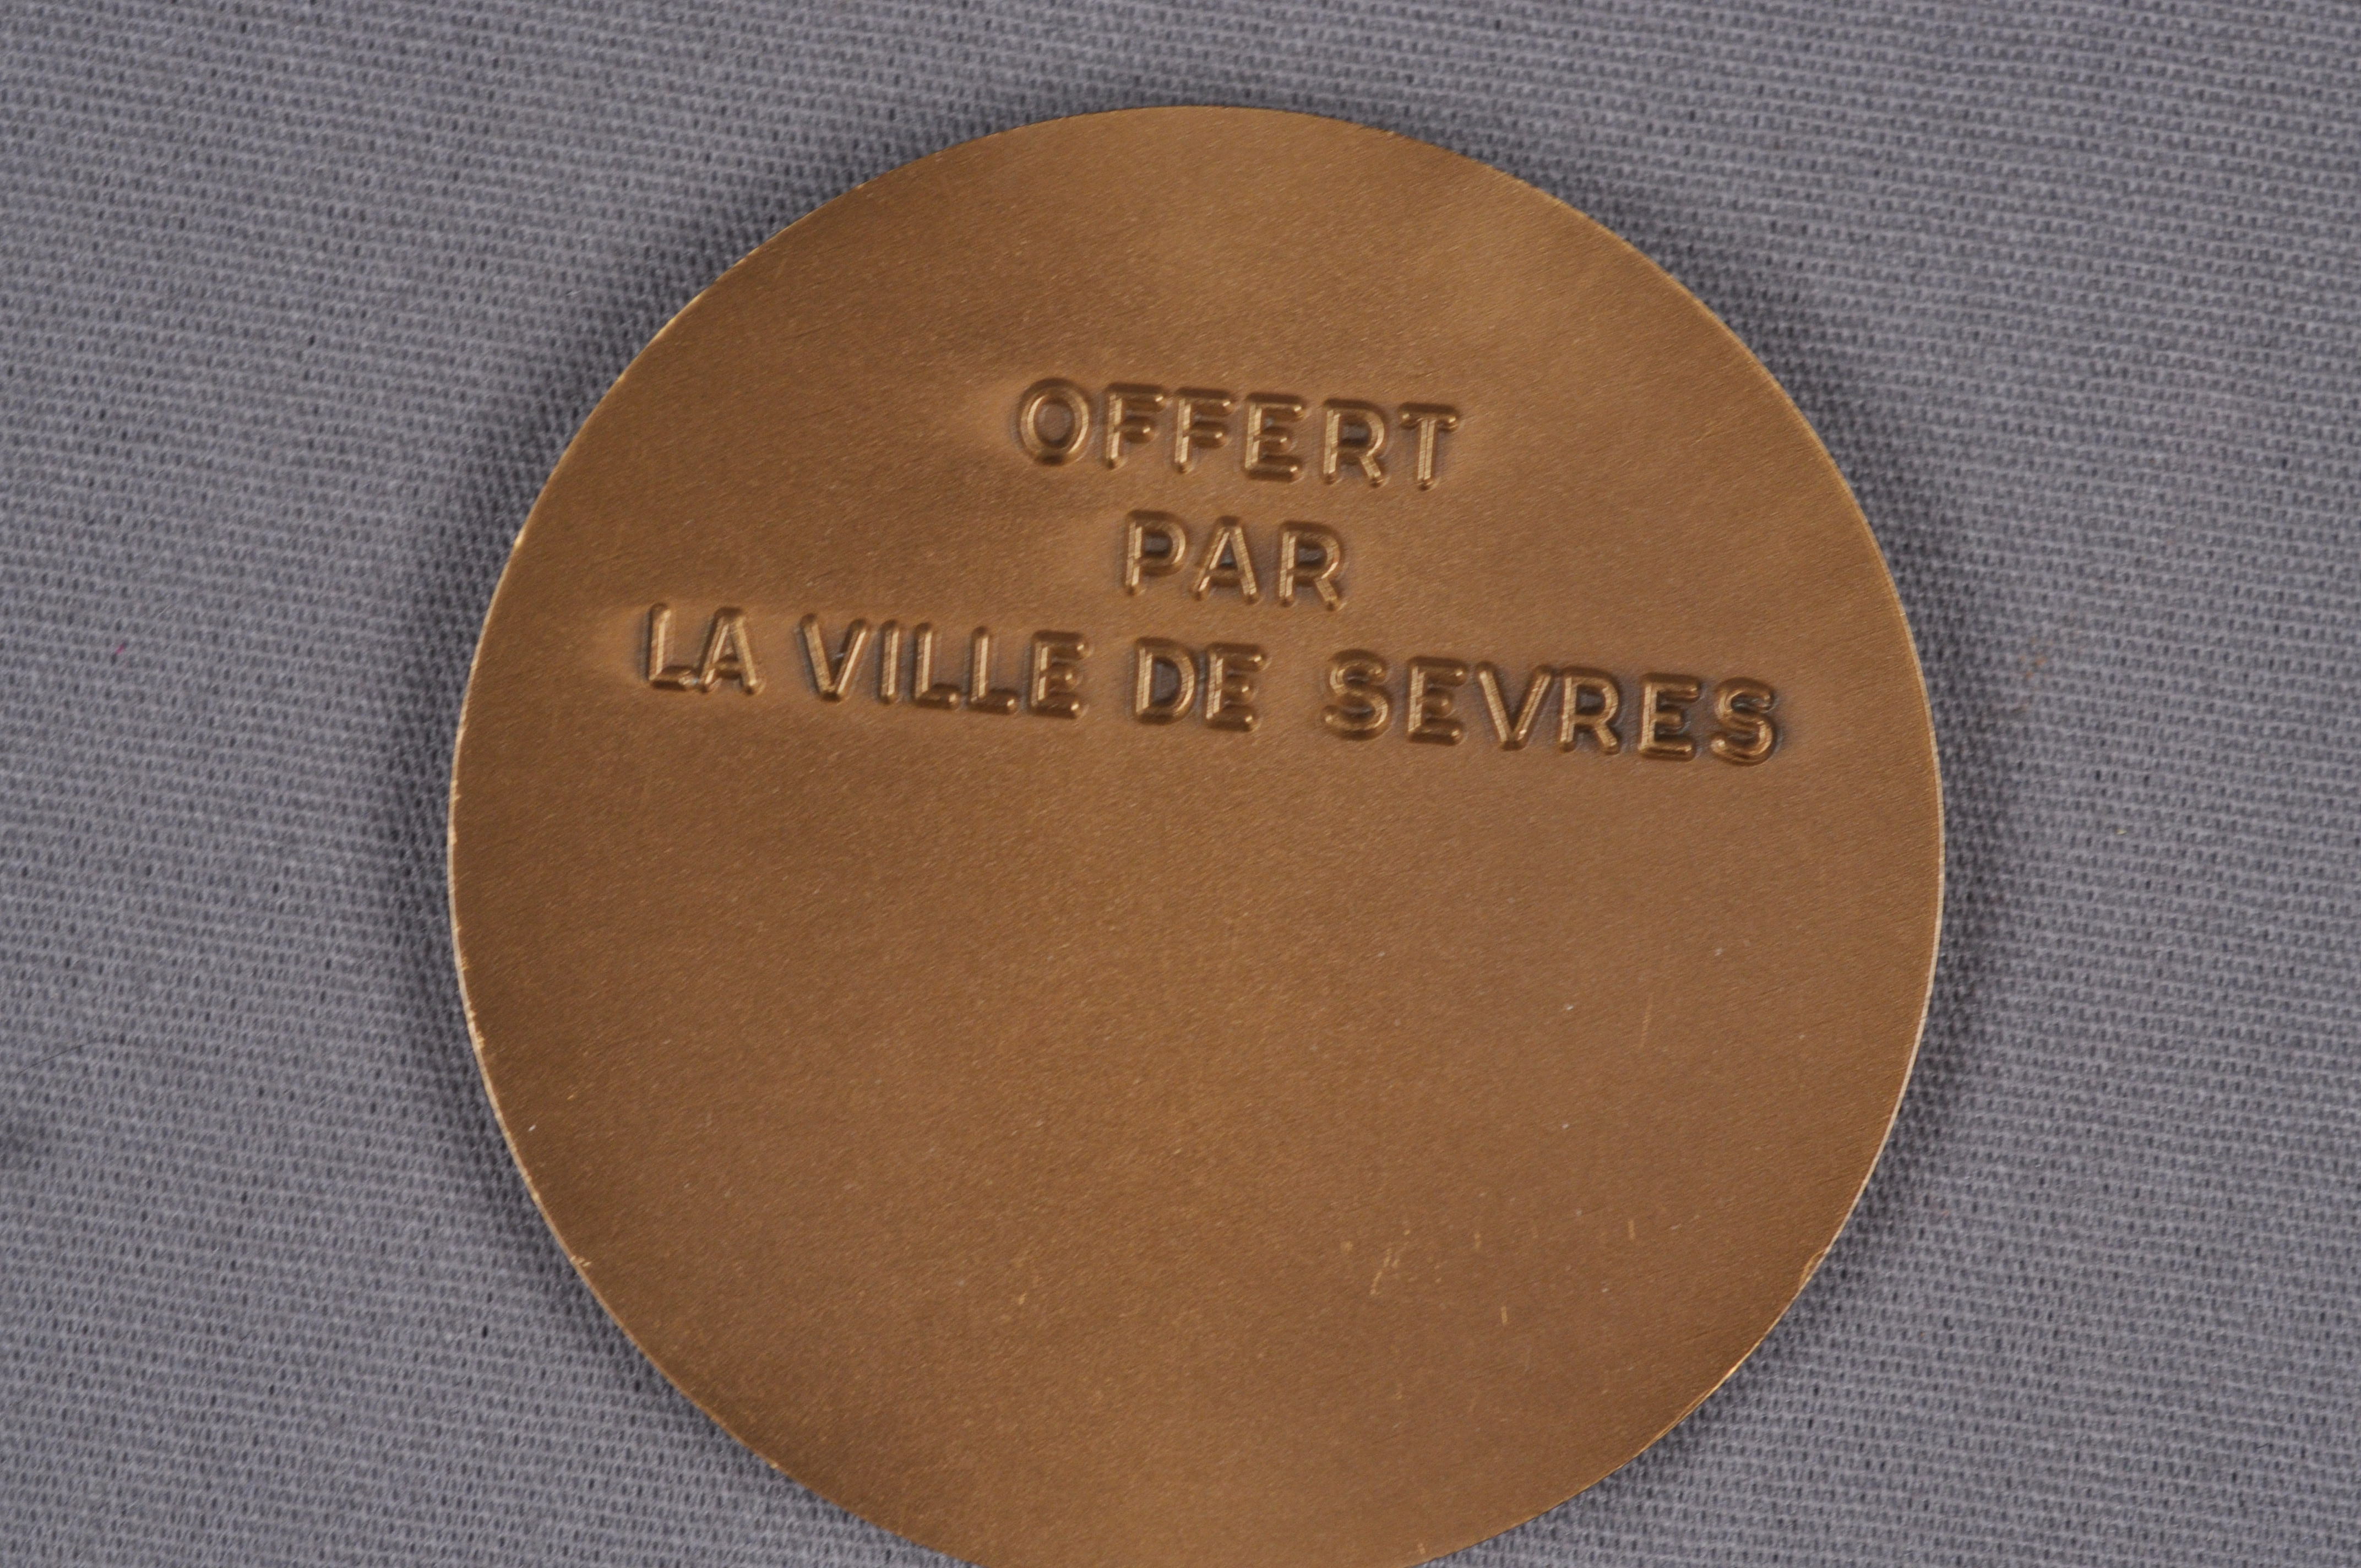 OFFERT
PAR
LA VILLE DE SEVRES